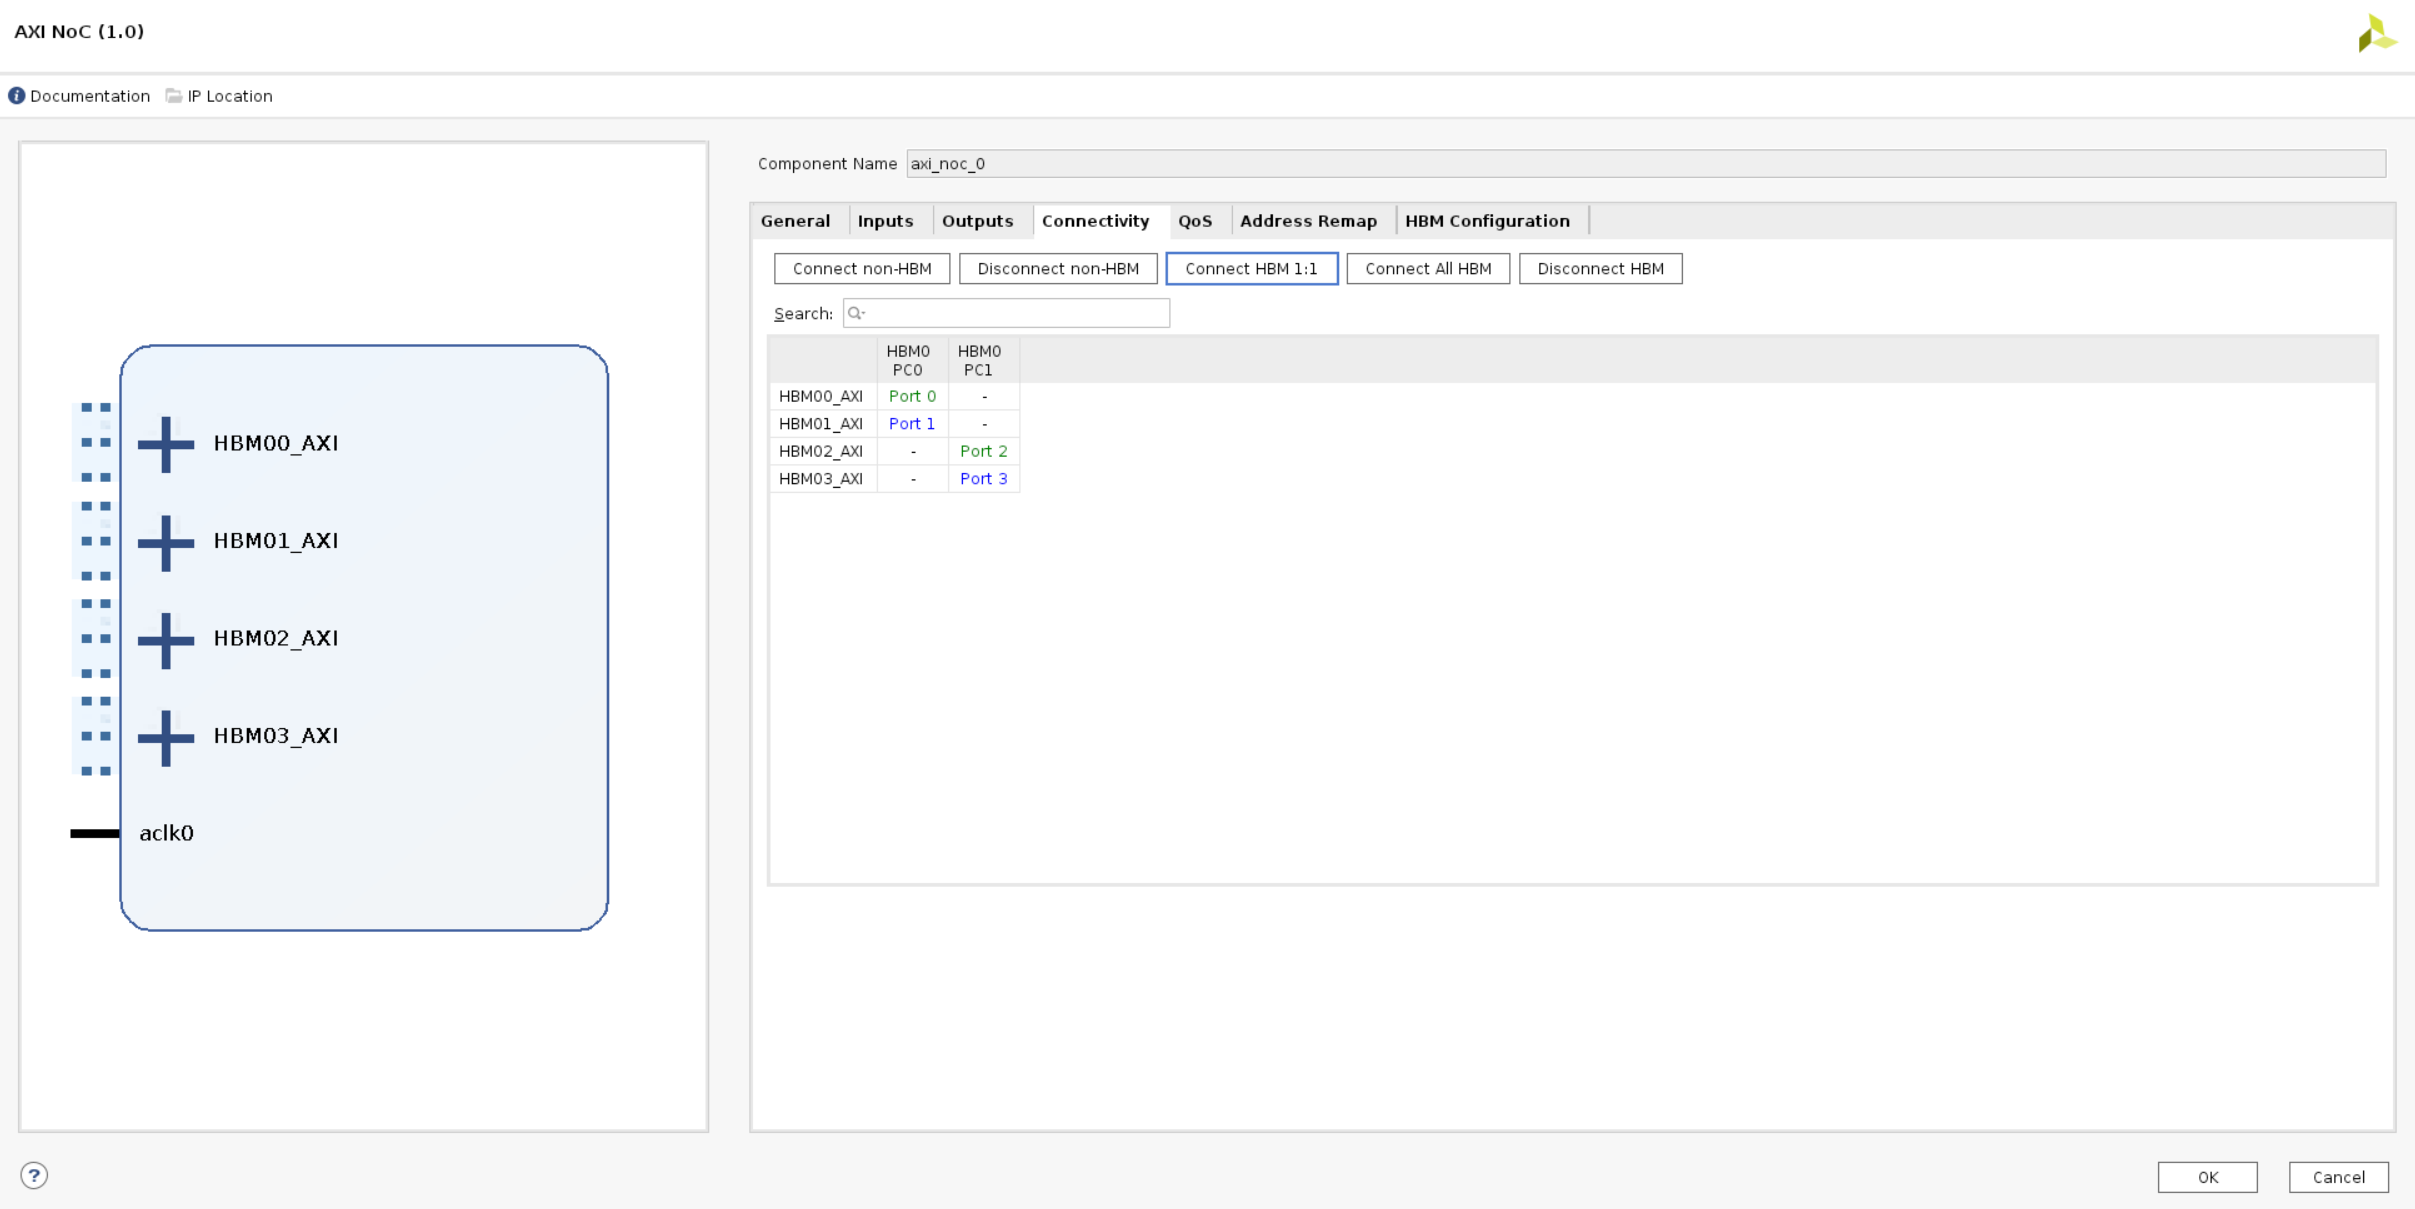 AXI NoC (1.0)
Documentation IP Location
HBM00_AXI
HBM01_AXI
HBM02_AXI
HBM03_AXI
aclk0
Component Name axi_noc_0
General Inputs Outputs Connectivity QoS Address Remap HBM Configuration
Connect non-HBM Disconnect non-HBM Connect HBM 1:1 Connect All HBM Disconnect HBM
Search:
HBM0 HBM0
PC0 PC1
HBM00_AXI Port 0 -
HBM01_AXI Port 1 -
HBM02_AXI - Port 2
HBM03_AXI - Port 3
? OK Cancel